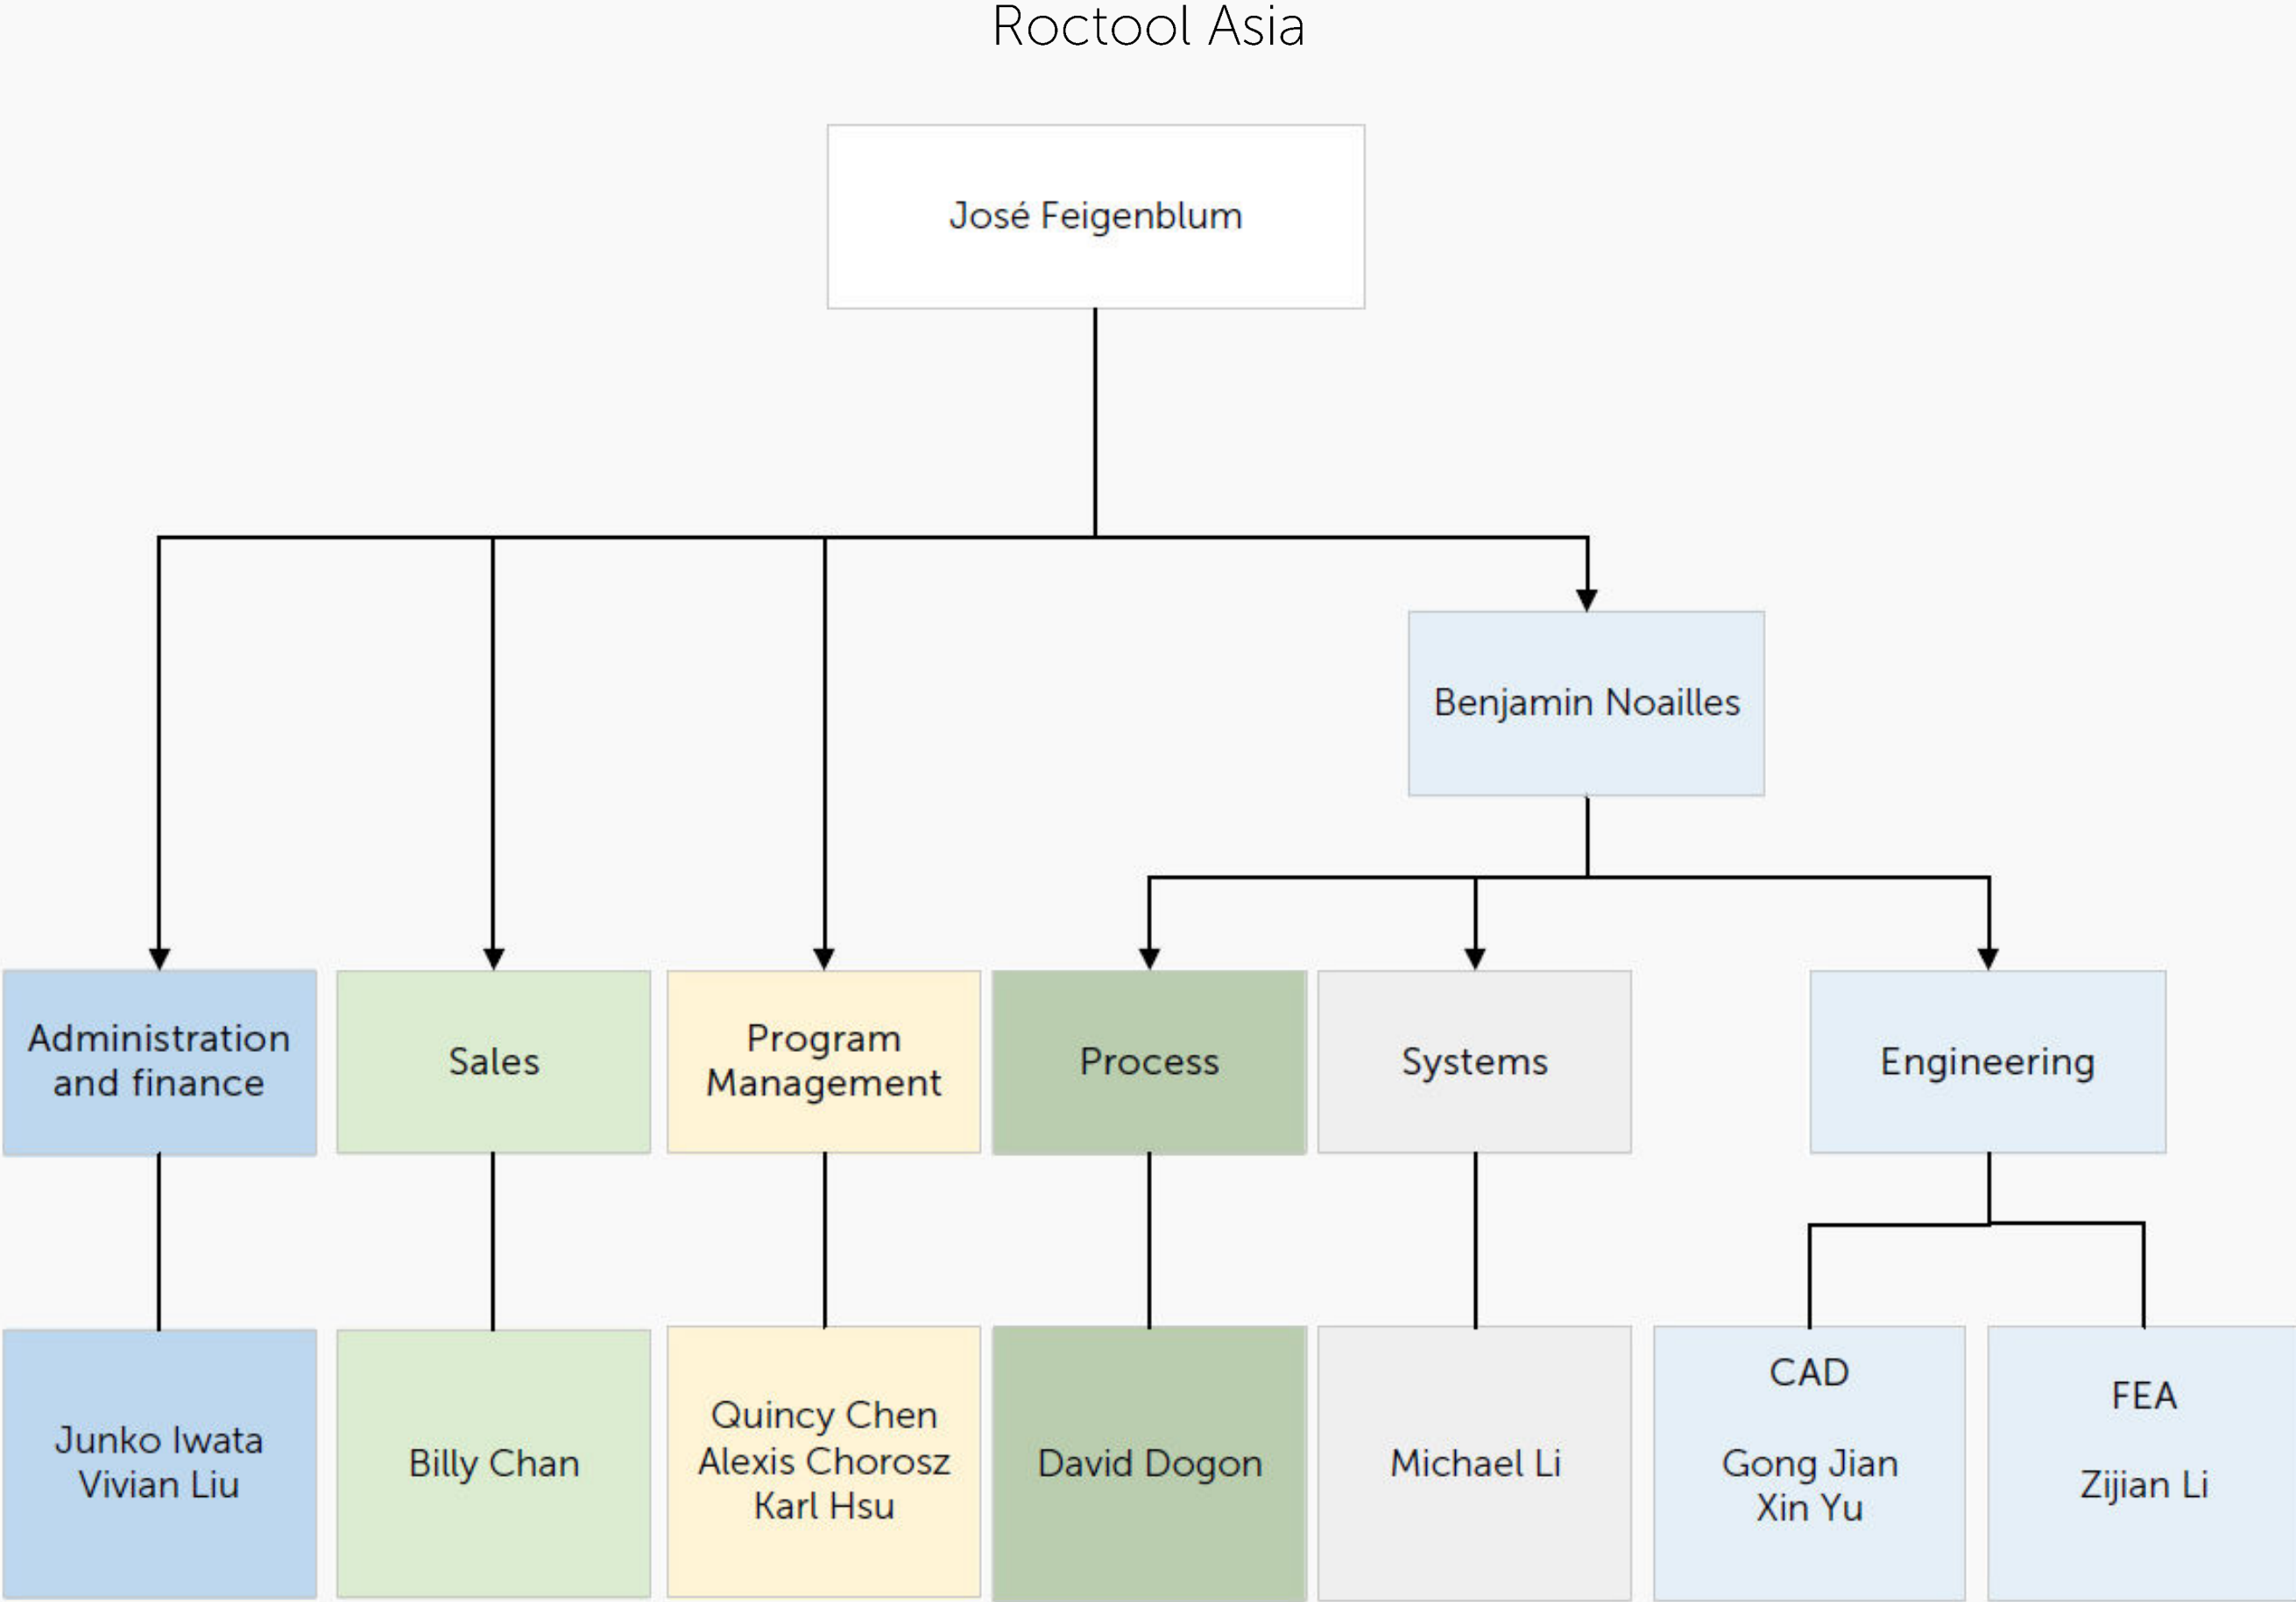 Roctool Asia
José Feigenblum
Benjamin Noailles
Administration
and finance
Sales
Program
Management
Process
Systems
Engineering
Junko Iwata
Vivian Liu
Billy Chan
Quincy Chen
Alexis Chorosz
Karl Hsu
David Dogon
Michael Li
CAD
Gong Jian
Xin Yu
FEA
Zijian Li